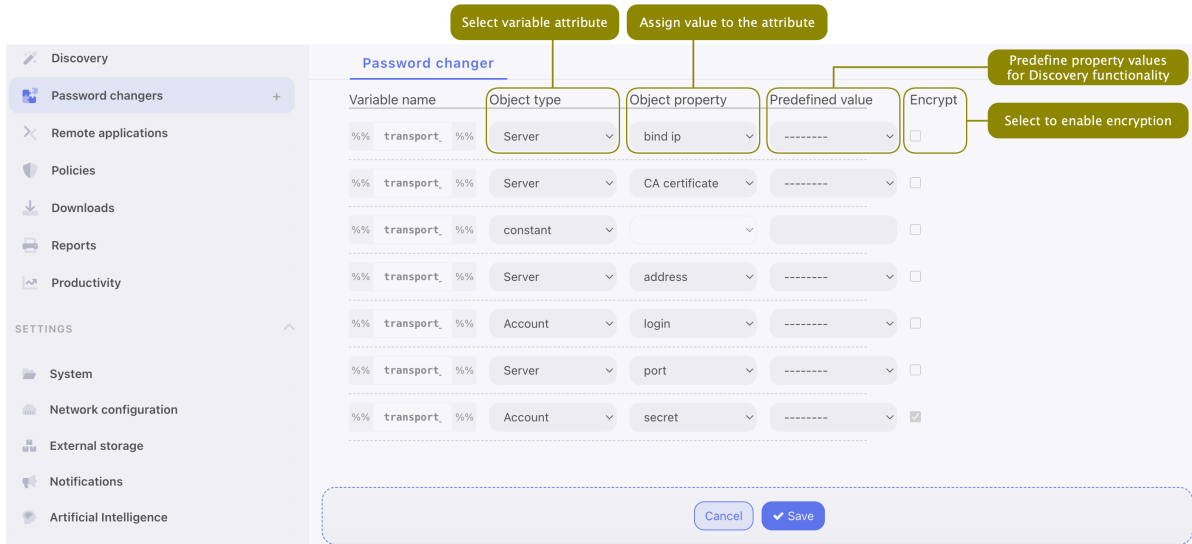 Select variable attribute
Assign value to the attribute
Predefine property values
for Discovery functionality
Select to enable encryption
Discovery
Password changers +
Remote applications
Policies
Downloads
Reports
Productivity
SETTINGS
System
Network configuration
External storage
Notifications
Artificial Intelligence
Password changer
Variable name Object type Object property Predefined value Encrypt
%% transport_ %% Server bind ip --------
%% transport_ %% Server CA certificate --------
%% transport_ %% constant
%% transport_ %% Server address --------
%% transport_ %% Account login --------
%% transport_ %% Server port --------
%% transport_ %% Account secret --------
Cancel Save